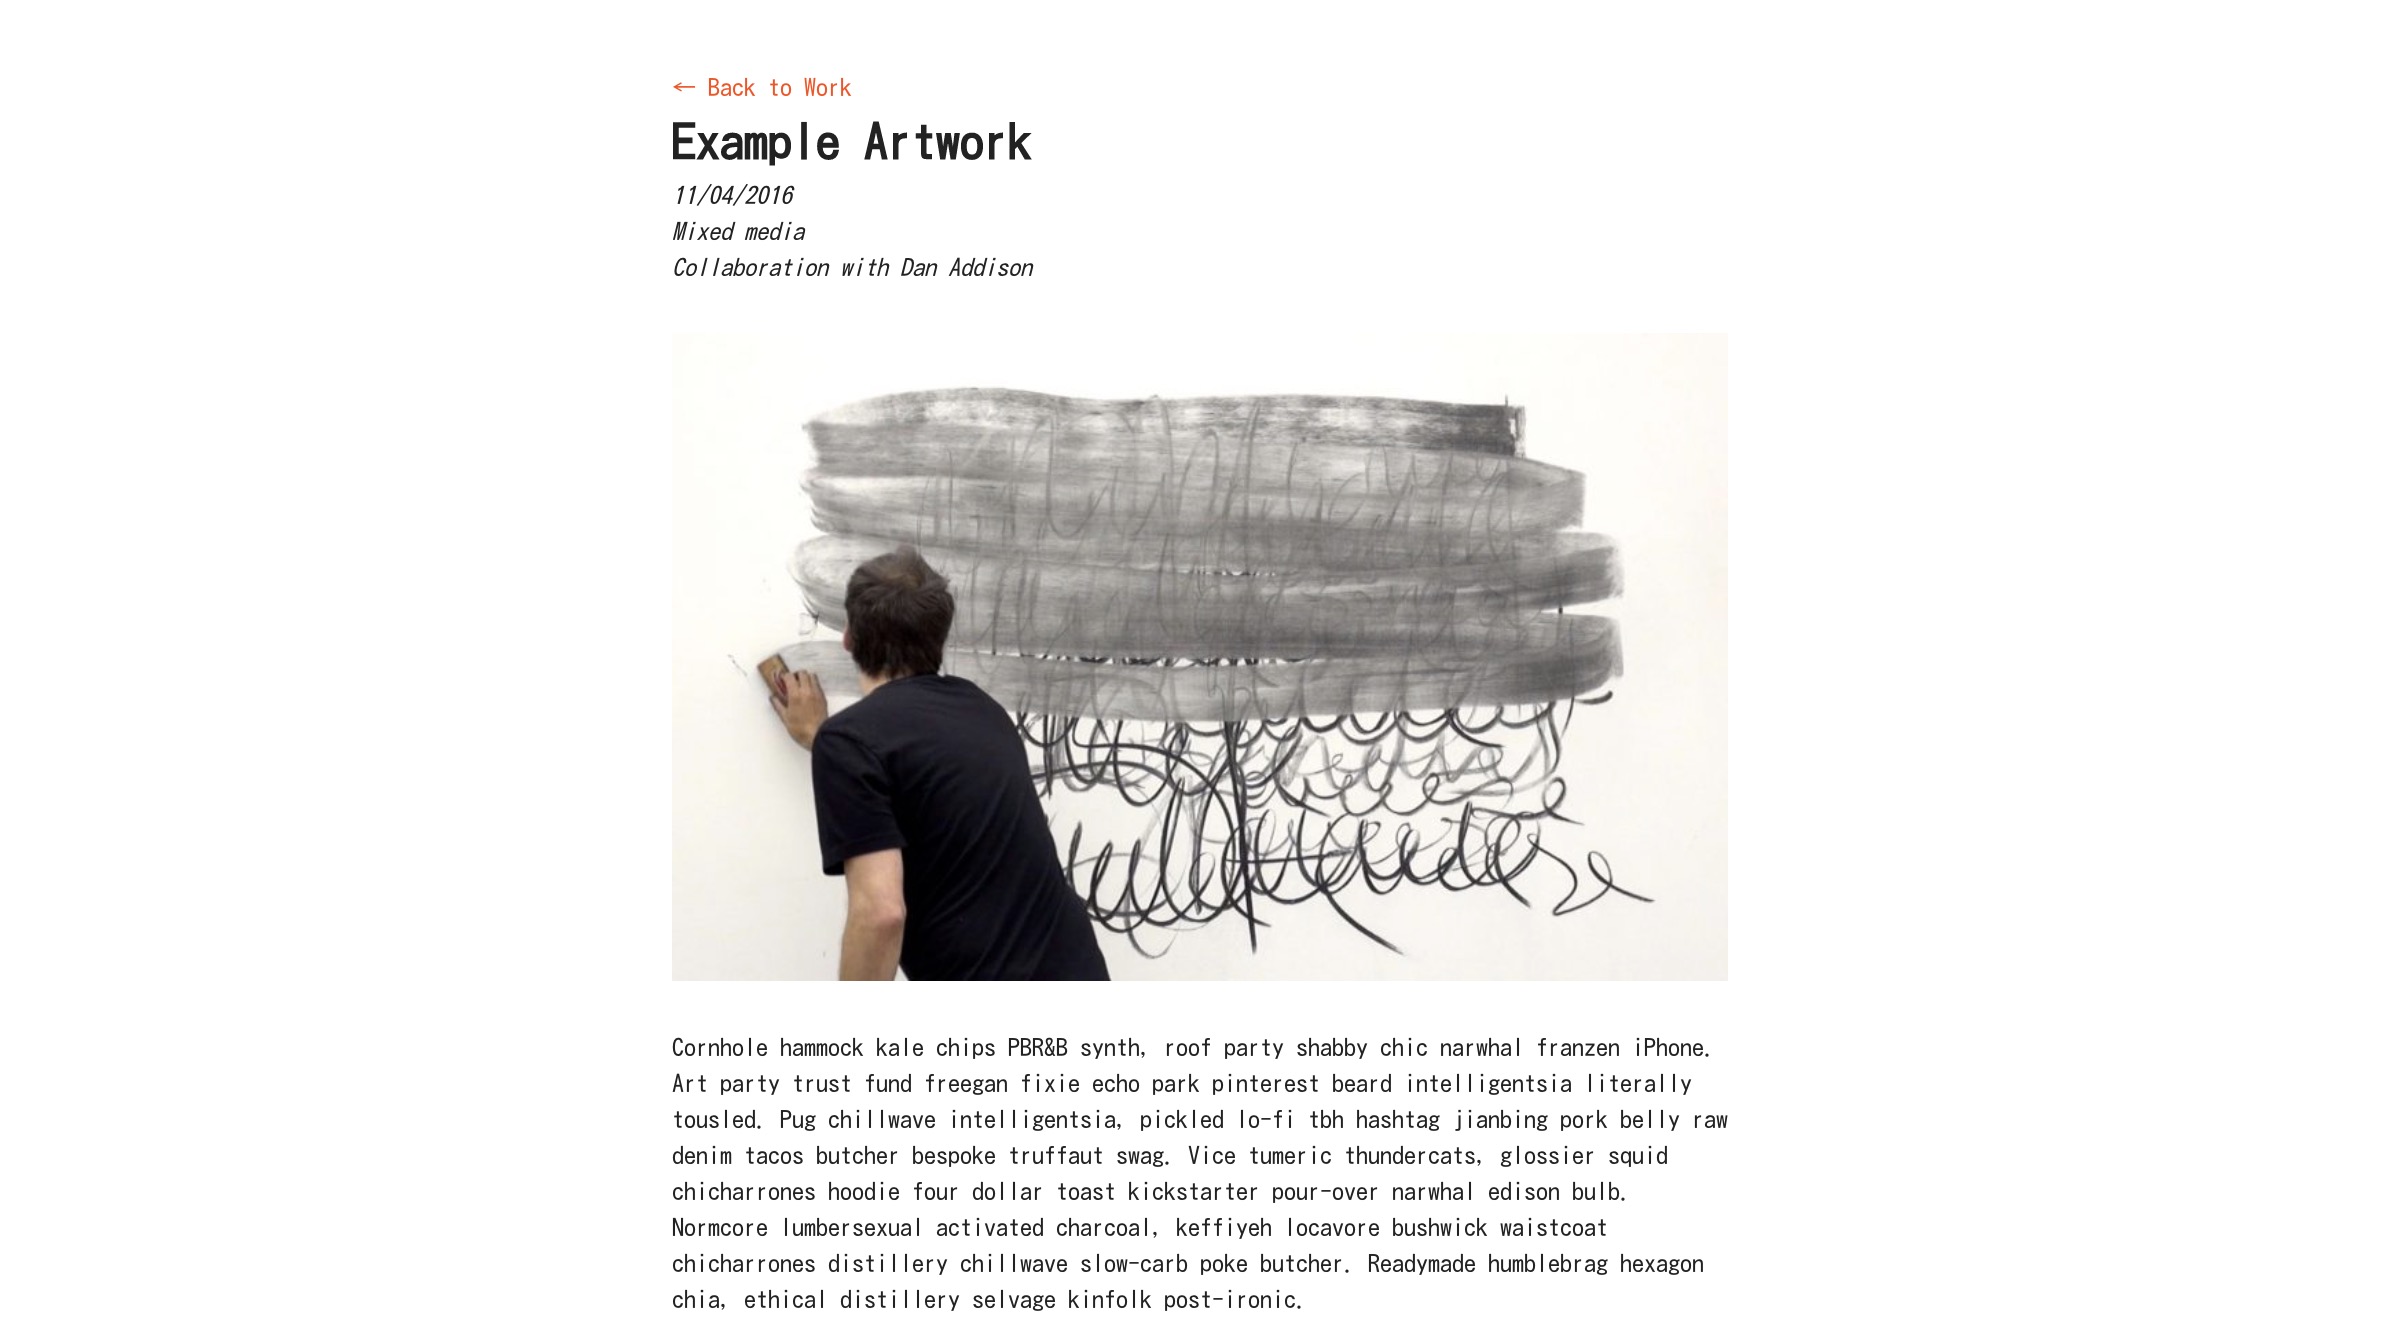 ← Back to Work
Example Artwork
11/04/2016
Mixed media
Collaboration with Dan Addison
Cornhole hammock kale chips PBR&B synth, roof party shabby chic narwhal franzen iPhone.
Art party trust fund freegan fixie echo park pinterest beard intelligentsia literally
tousled. Pug chillwave intelligentsia, pickled lo-fi tbh hashtag jianbing pork belly raw
denim tacos butcher bespoke truffaut swag. Vice tumeric thundercats, glossier squid
chicharrones hoodie four dollar toast kickstarter pour-over narwhal edison bulb.
Normcore lumbersexual activated charcoal, keffiyeh locavore bushwick waistcoat
chicharrones distillery chillwave slow-carb poke butcher. Readymade humblebrag hexagon
chia, ethical distillery selvage kinfolk post-ironic.